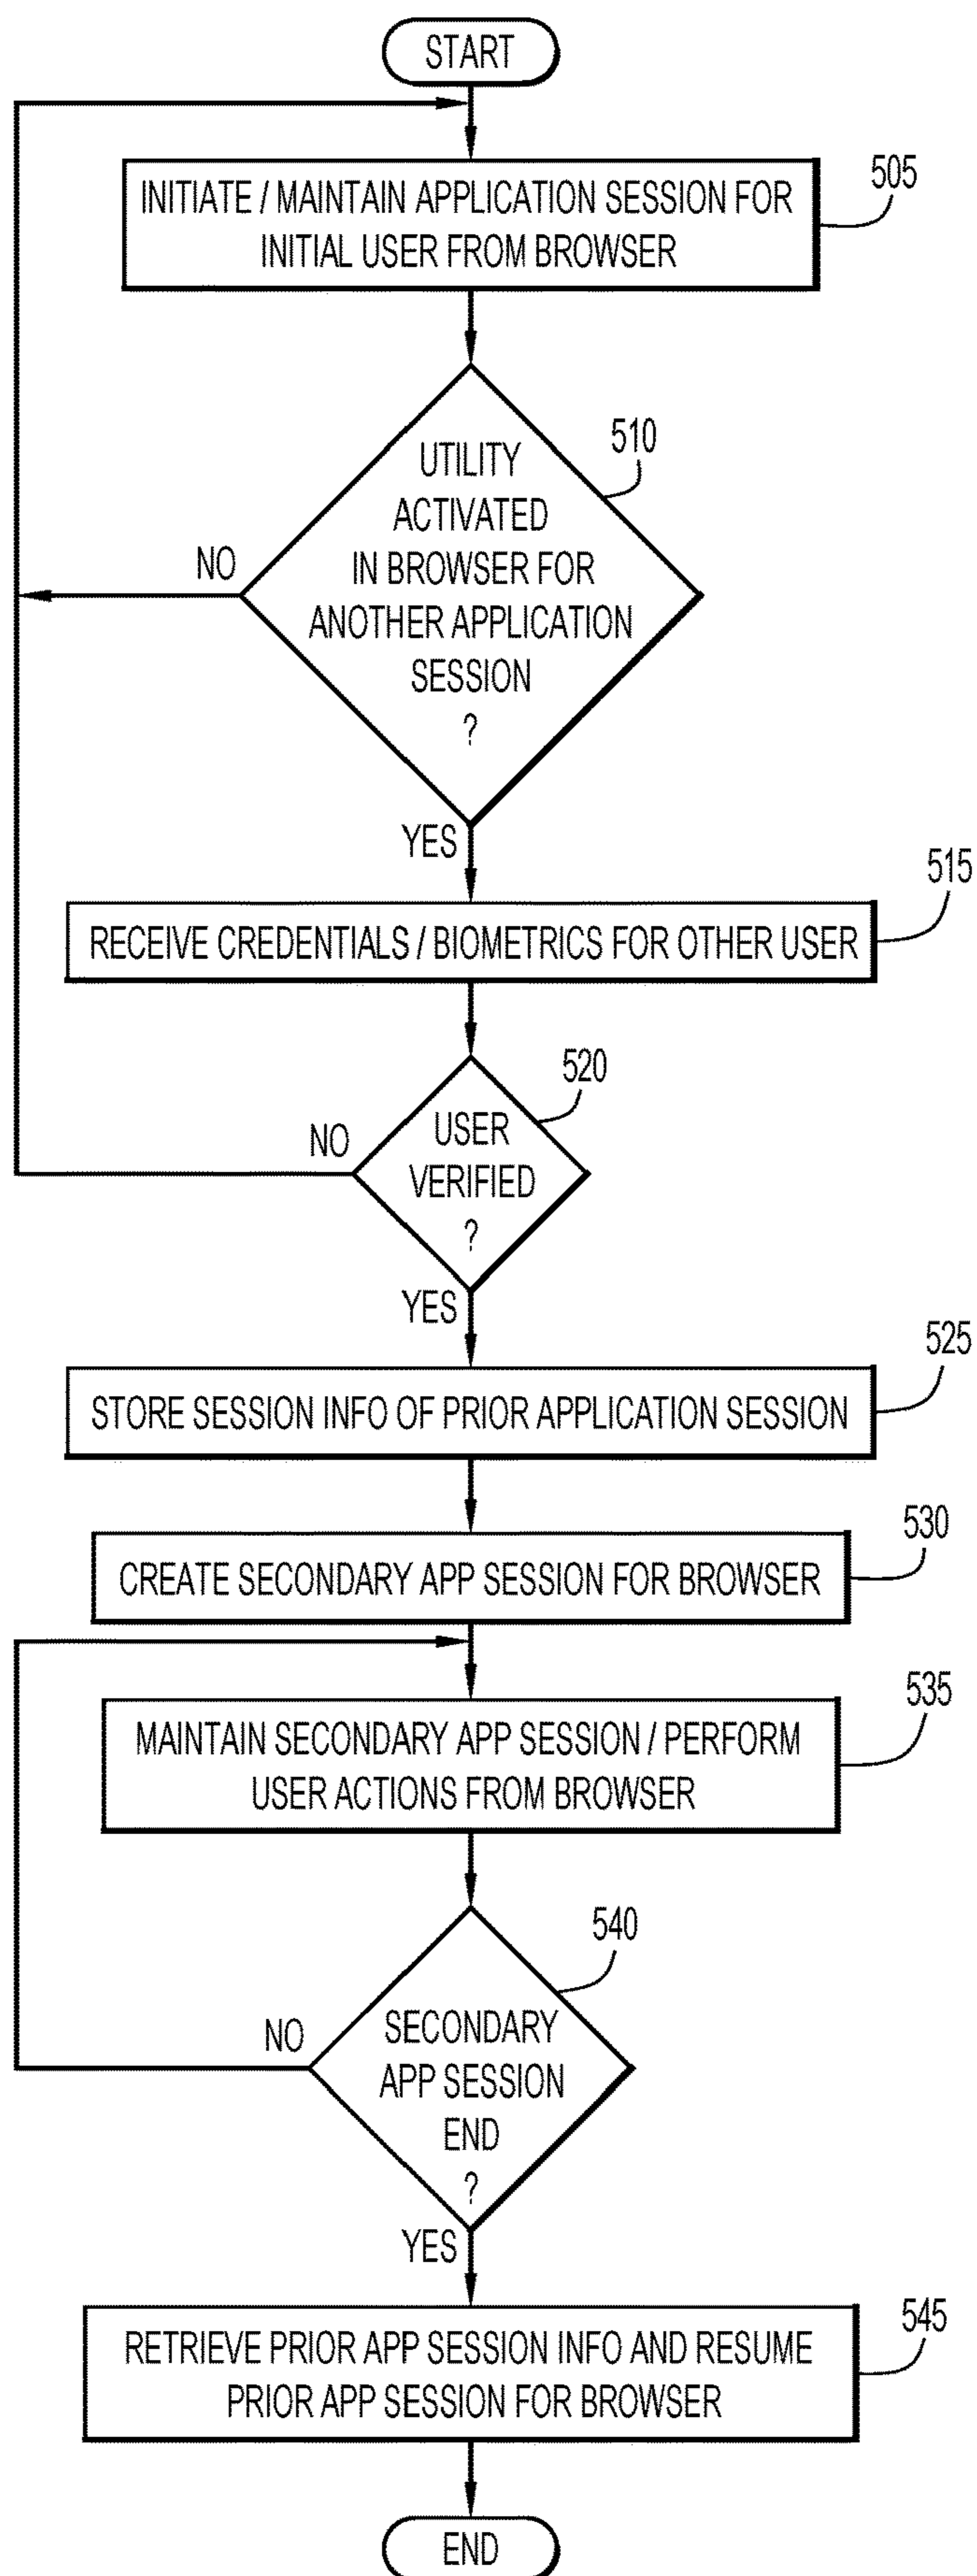 START
INITIATE / MAINTAIN APPLICATION SESSION FOR
INITIAL USER FROM BROWSER
505
UTILITY
ACTIVATED
IN BROWSER FOR
ANOTHER APPLICATION
SESSION
?
510
NO
YES
RECEIVE CREDENTIALS / BIOMETRICS FOR OTHER USER
515
USER
VERIFIED
?
520
NO
YES
STORE SESSION INFO OF PRIOR APPLICATION SESSION
525
CREATE SECONDARY APP SESSION FOR BROWSER
530
MAINTAIN SECONDARY APP SESSION / PERFORM
USER ACTIONS FROM BROWSER
535
SECONDARY
APP SESSION
END
?
540
NO
YES
RETRIEVE PRIOR APP SESSION INFO AND RESUME
PRIOR APP SESSION FOR BROWSER
545
END